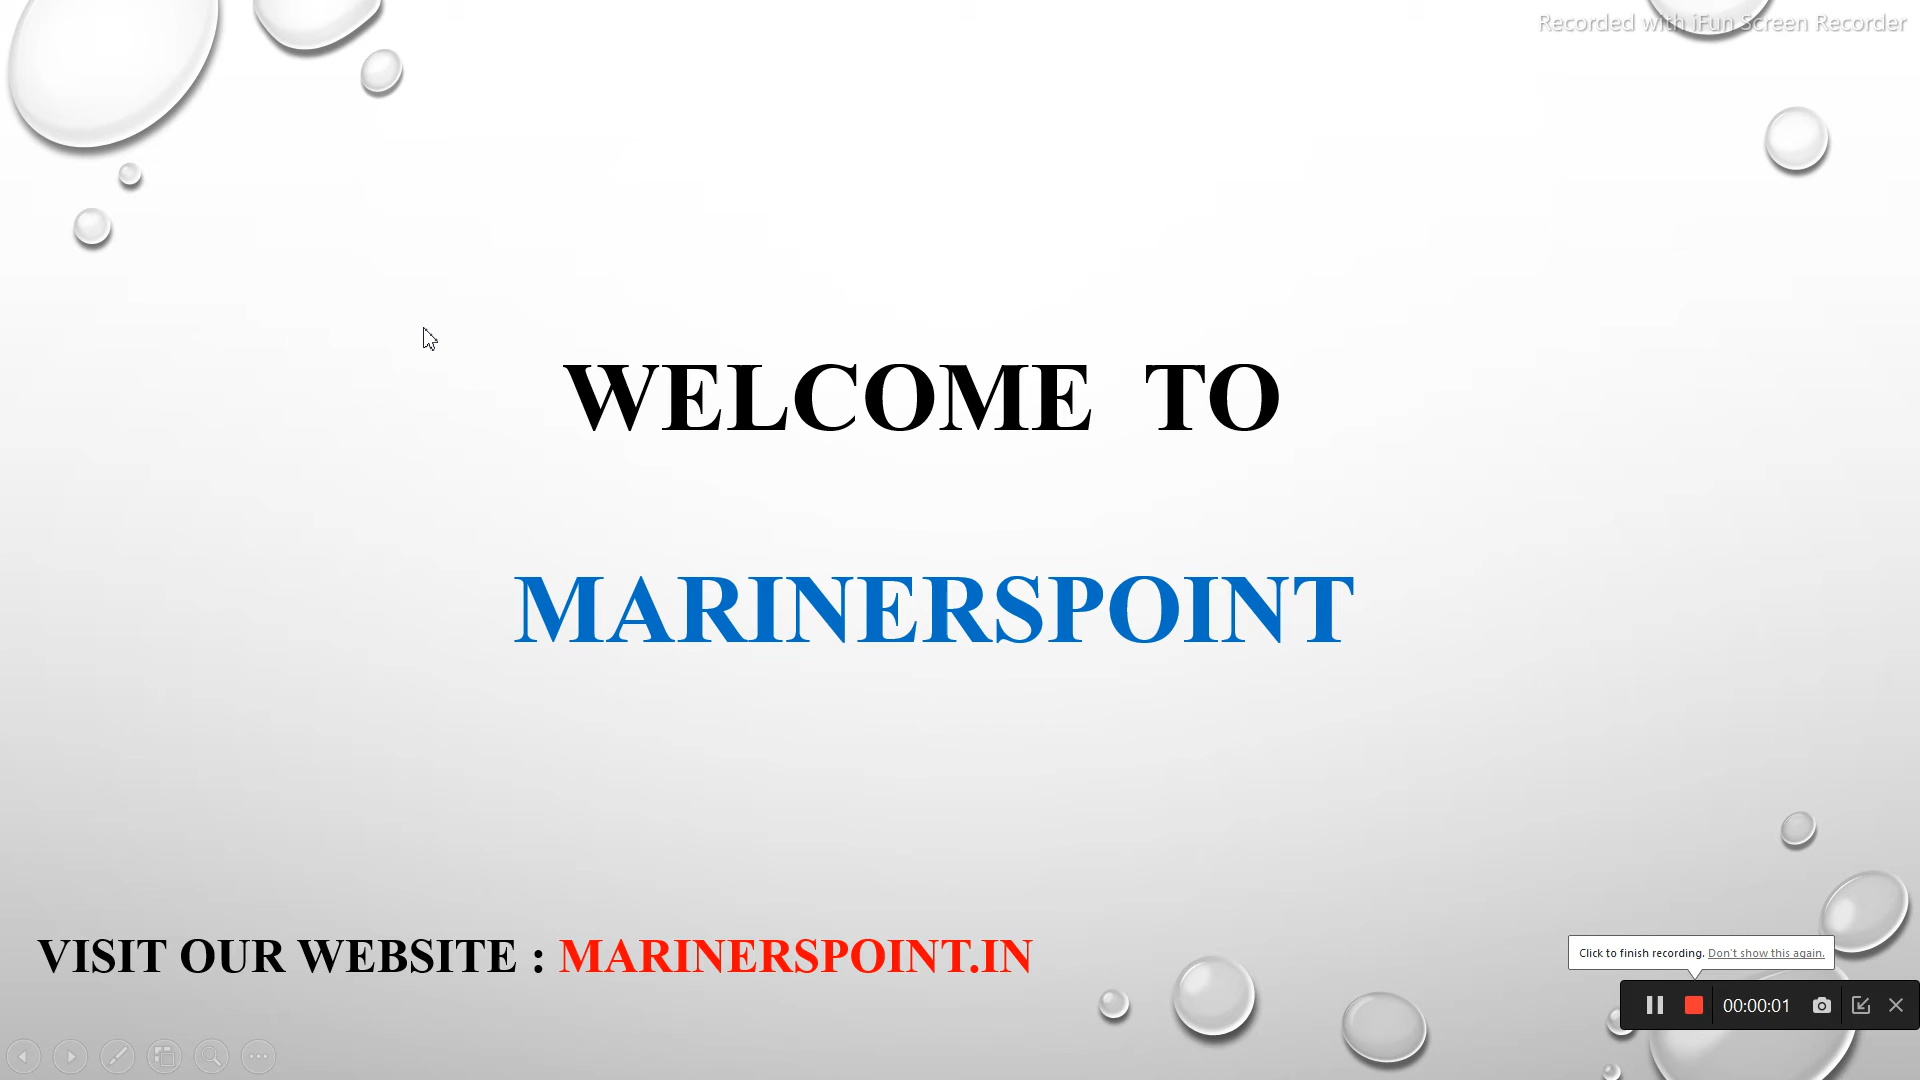 Recorded with iFun Screen Recorder
WELCOME TO
MARINERSPOINT
VISIT OUR WEBSITE : MARINERSPOINT.IN
Click to finish recording. Don't show this again.
00:00:01